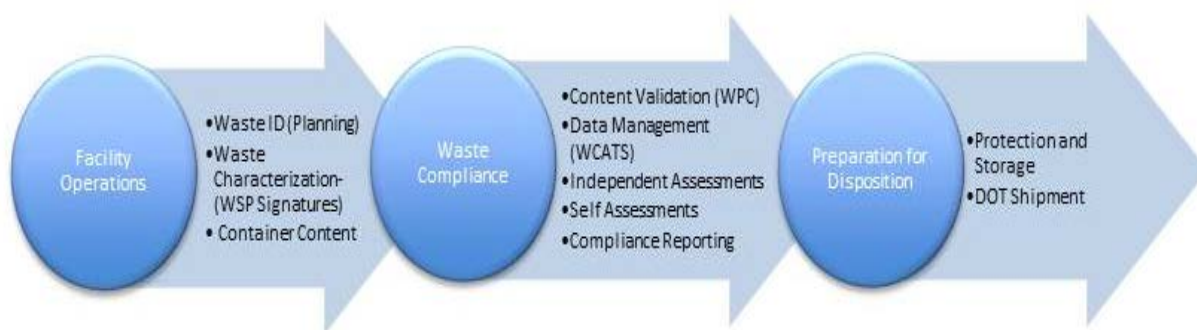 Facility
Operations
•Waste ID (Planning)
•Waste
Characterization-
(WSP Signatures)
• Container Content
Waste
Compliance
•Content Validation (WPC)
•Data Management
(WCATS)
•Independent Assessments
•Self Assessments
•Compliance Reporting
Preparation for
Disposition
•Protection and
Storage
•DOT Shipment